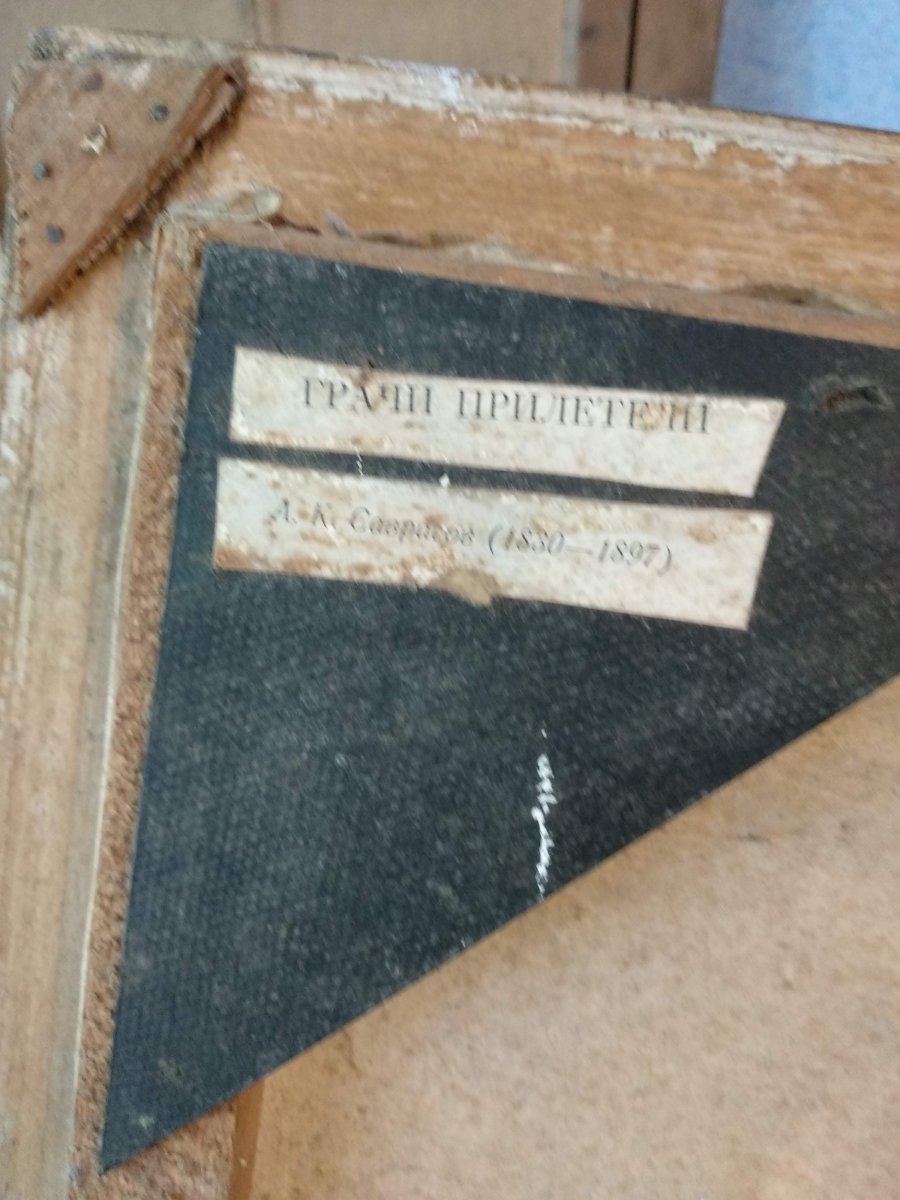 ГРАЧИ ПРИЛЕТЕЛИ
А. К. Саврасов (1830—1897)